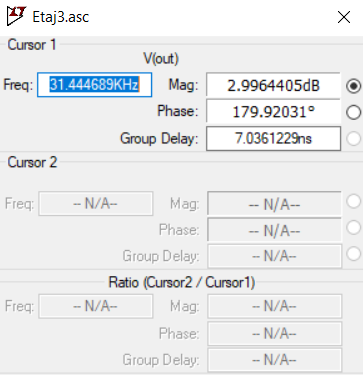 Etaj3.asc
Cursor 1
V(out)
Freq: 31.444689KHz Mag: 2.9964405dB
Phase: 179.92031°
Group Delay: 7.0361229ns
Cursor 2
Freq: -- N/A-- Mag: -- N/A--
Phase: -- N/A--
Group Delay: -- N/A--
Ratio (Cursor2 / Cursor1)
Freq: -- N/A-- Mag: -- N/A--
Phase: -- N/A--
Group Delay: -- N/A--